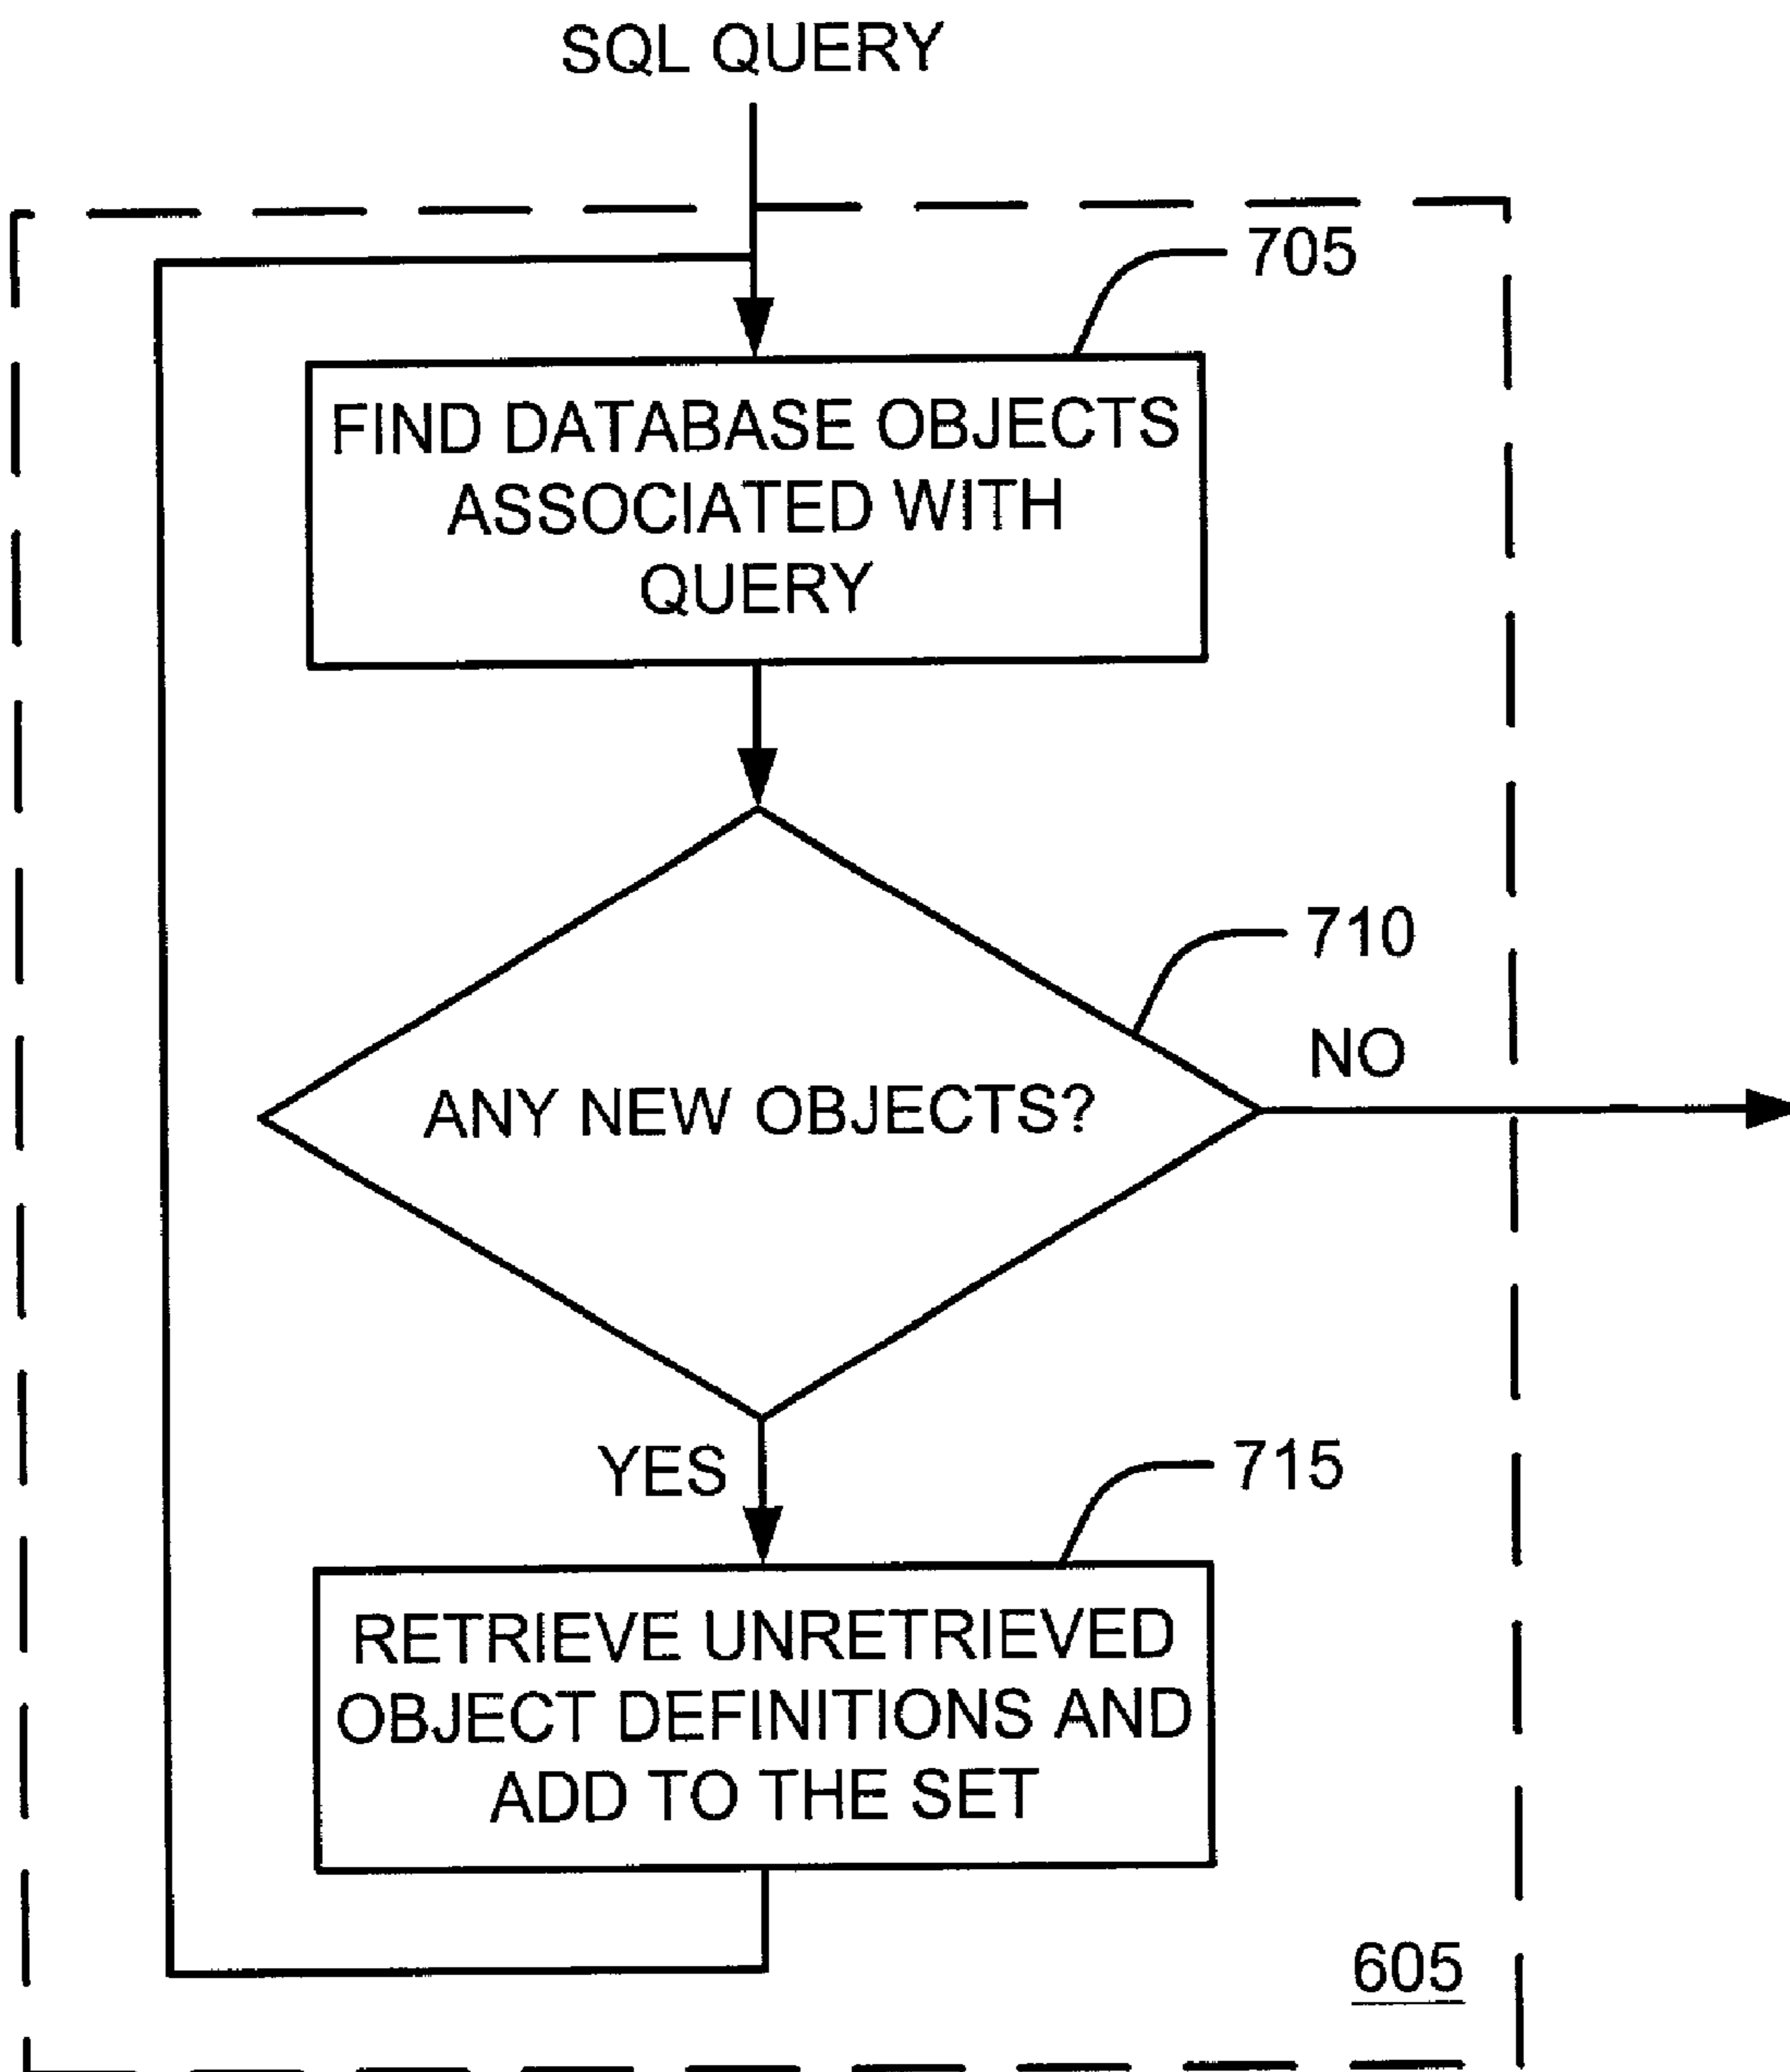 SQL QUERY
705
FIND DATABASE OBJECTS
ASSOCIATED WITH
QUERY
710
NO
ANY NEW OBJECTS?
YES
715
RETRIEVE UNRETRIEVED
OBJECT DEFINITIONS AND
ADD TO THE SET
605